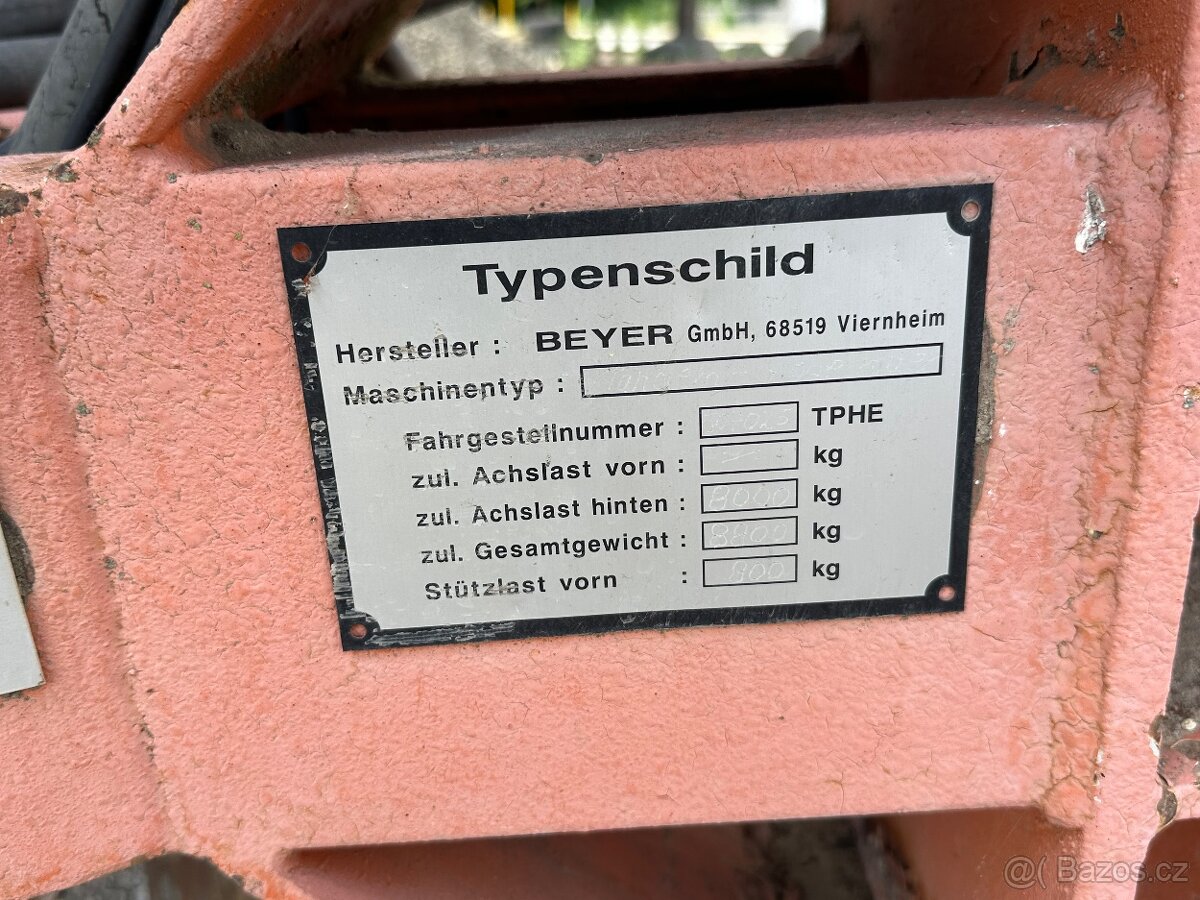 Typenschild
Hersteller : BEYER GmbH, 68519 Viernheim
Maschinentyp :
Fahrgestellnummer : TPHE
zul. Achslast vorn : kg
zul. Achslast hinten : 8000 kg
zul. Gesamtgewicht : 8800 kg
Stützlast vorn : 800 kg
@( Bazos.cz